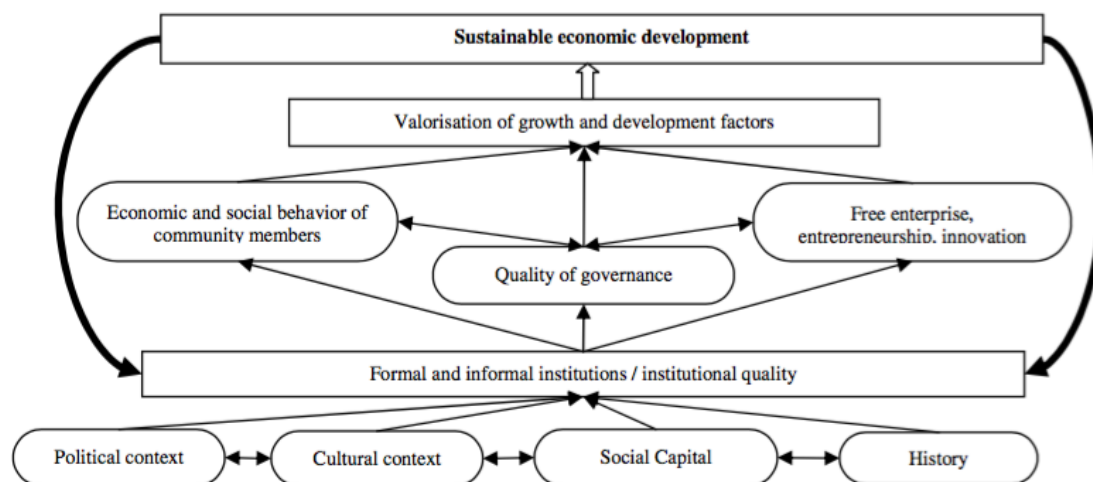 Sustainable economic development
Valorisation of growth and development factors
Economic and social behavior of
community members
Free enterprise,
entrepreneurship, innovation
Quality of governance
Formal and informal institutions / institutional quality
Political context
Cultural context
Social Capital
History